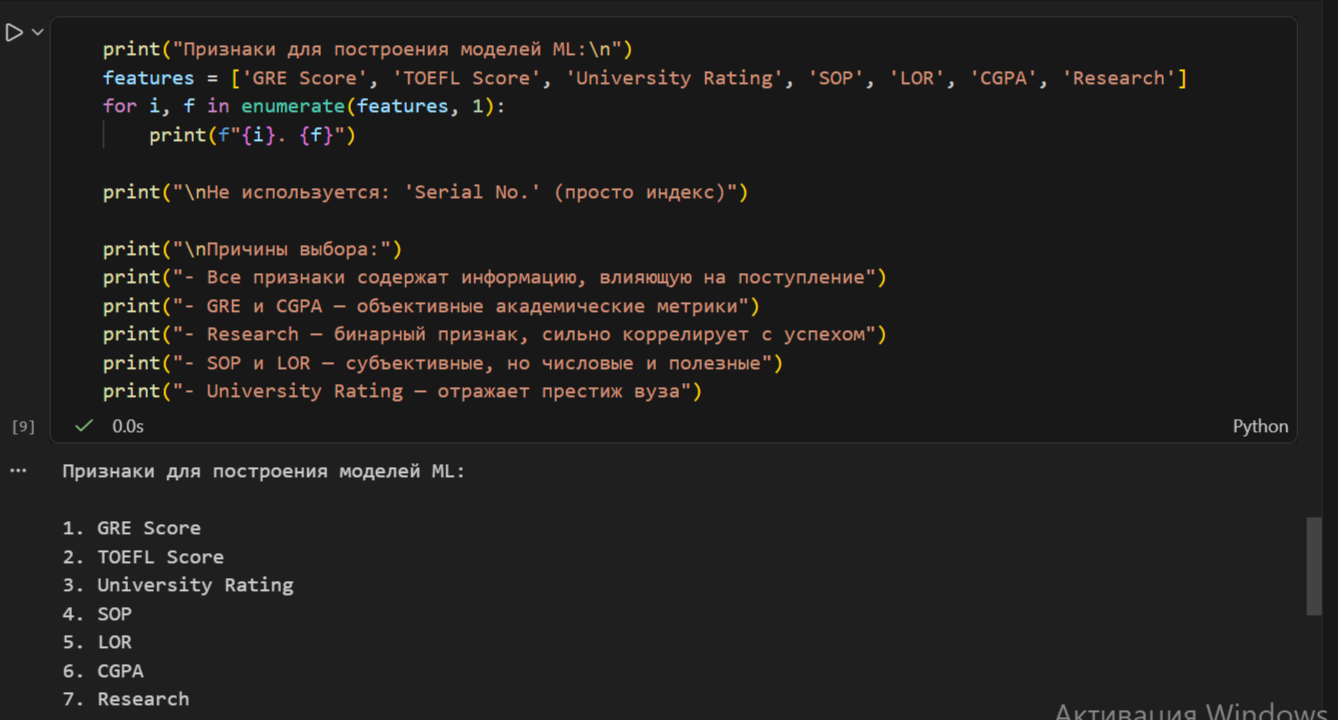 print("Признаки для построения моделей ML:\n")
features = ['GRE Score', 'TOEFL Score', 'University Rating', 'SOP', 'LOR', 'CGPA', 'Research']
for i, f in enumerate(features, 1):
    print(f"{i}. {f}")
print("\nНе используется: 'Serial No.' (просто индекс)")
print("\nПричины выбора:")
print("- Все признаки содержат информацию, влияющую на поступление")
print("- GRE и CGPA — объективные академические метрики")
print("- Research — бинарный признак, сильно коррелирует с успехом")
print("- SOP и LOR — субъективные, но числовые и полезные")
print("- University Rating — отражает престиж вуза")
[9] 0.0s Python
Признаки для построения моделей ML:
1. GRE Score
2. TOEFL Score
3. University Rating
4. SOP
5. LOR
6. CGPA
7. Research
Активация Windows